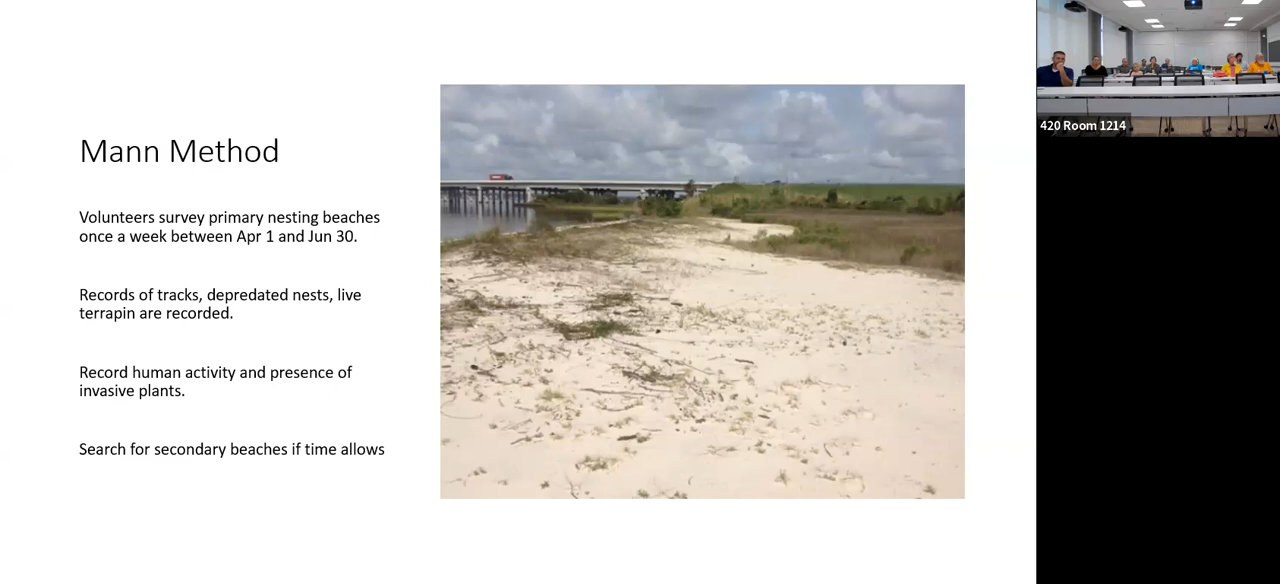 Mann Method
Volunteers survey primary nesting beaches
once a week between Apr 1 and Jun 30.
Records of tracks, depredated nests, live
terrapin are recorded.
Record human activity and presence of
invasive plants.
Search for secondary beaches if time allows
420 Room 1214